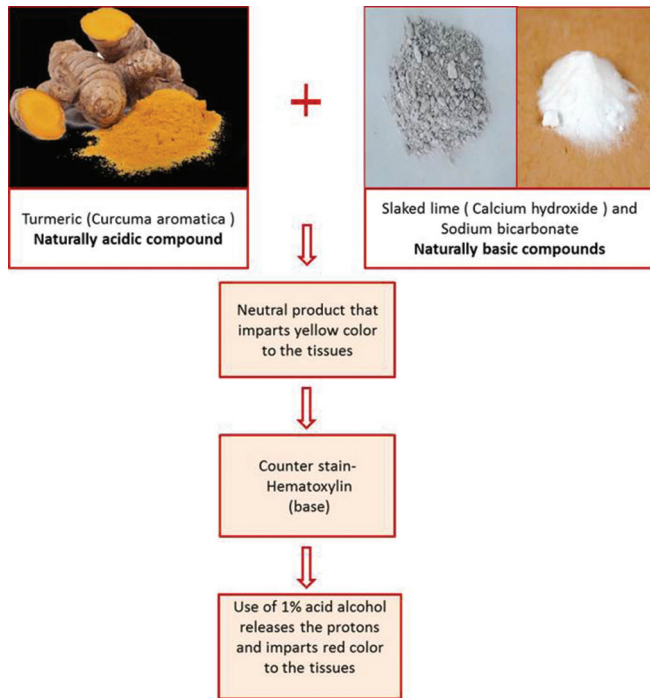 +
Turmeric (Curcuma aromatica )
Naturally acidic compound
Slaked lime ( Calcium hydroxide ) and
Sodium bicarbonate
Naturally basic compounds
Neutral product that
imparts yellow color
to the tissues
Counter stain-
Hematoxylin
(base)
Use of 1% acid alcohol
releases the protons
and imparts red color
to the tissues